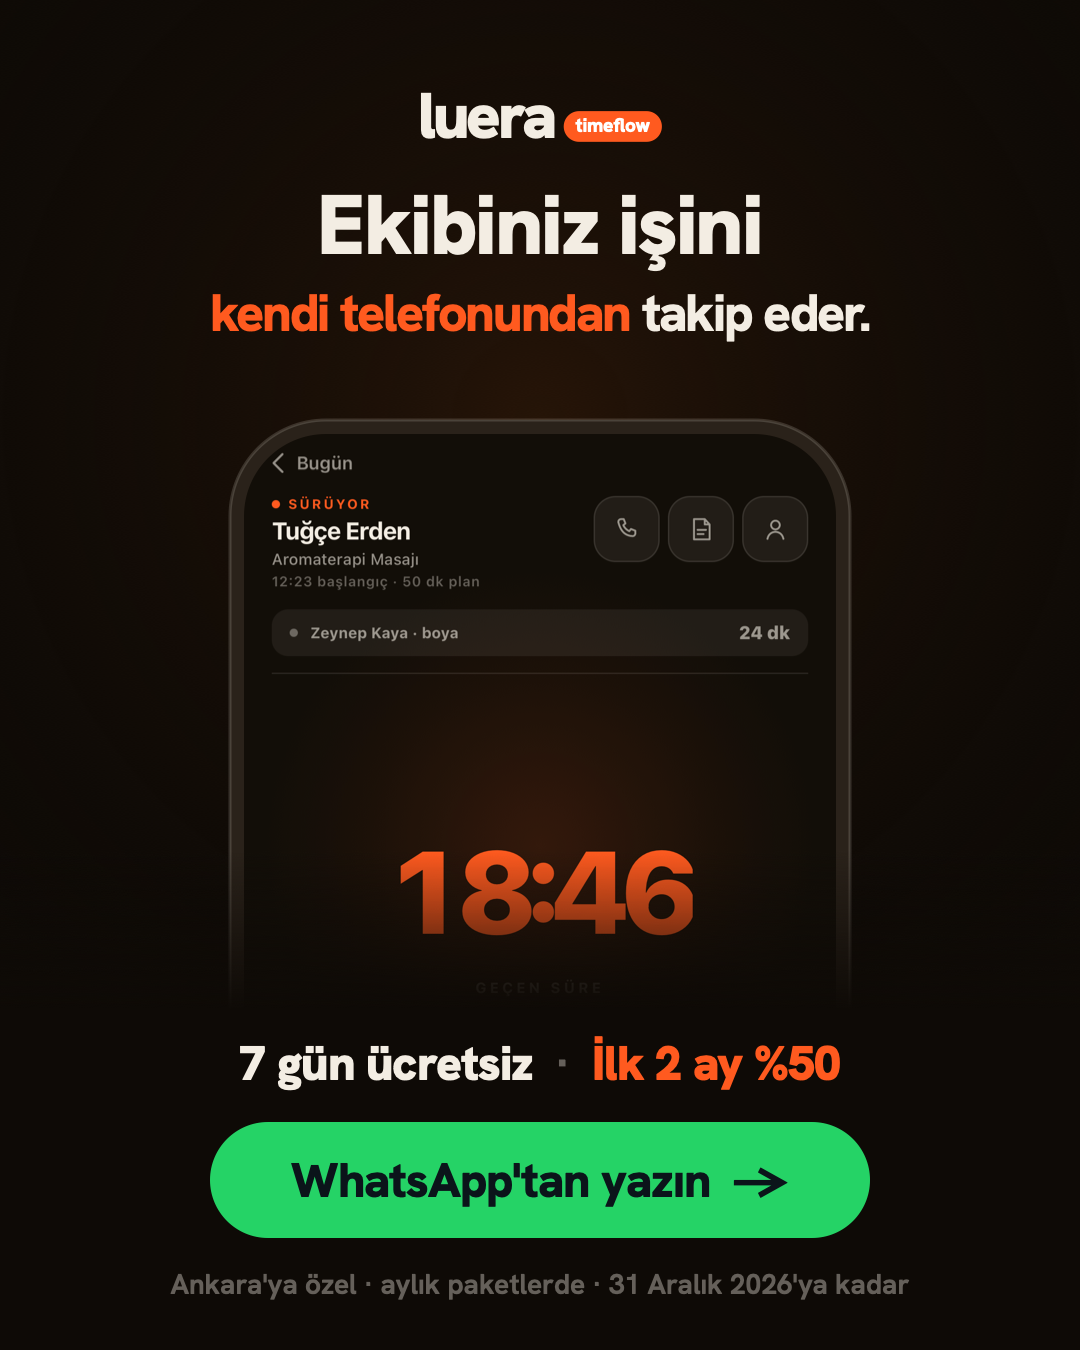 luera timeflow
Ekibiniz işini
kendi telefonundan takip eder.
Bugün
SÜRÜYOR
Tuğçe Erden
Aromaterapi Masajı
12:23 başlangıç · 50 dk plan
Zeynep Kaya · boya 24 dk
18:46
GEÇEN SÜRE
7 gün ücretsiz · İlk 2 ay %50
WhatsApp'tan yazın →
Ankara'ya özel · aylık paketlerde · 31 Aralık 2026'ya kadar